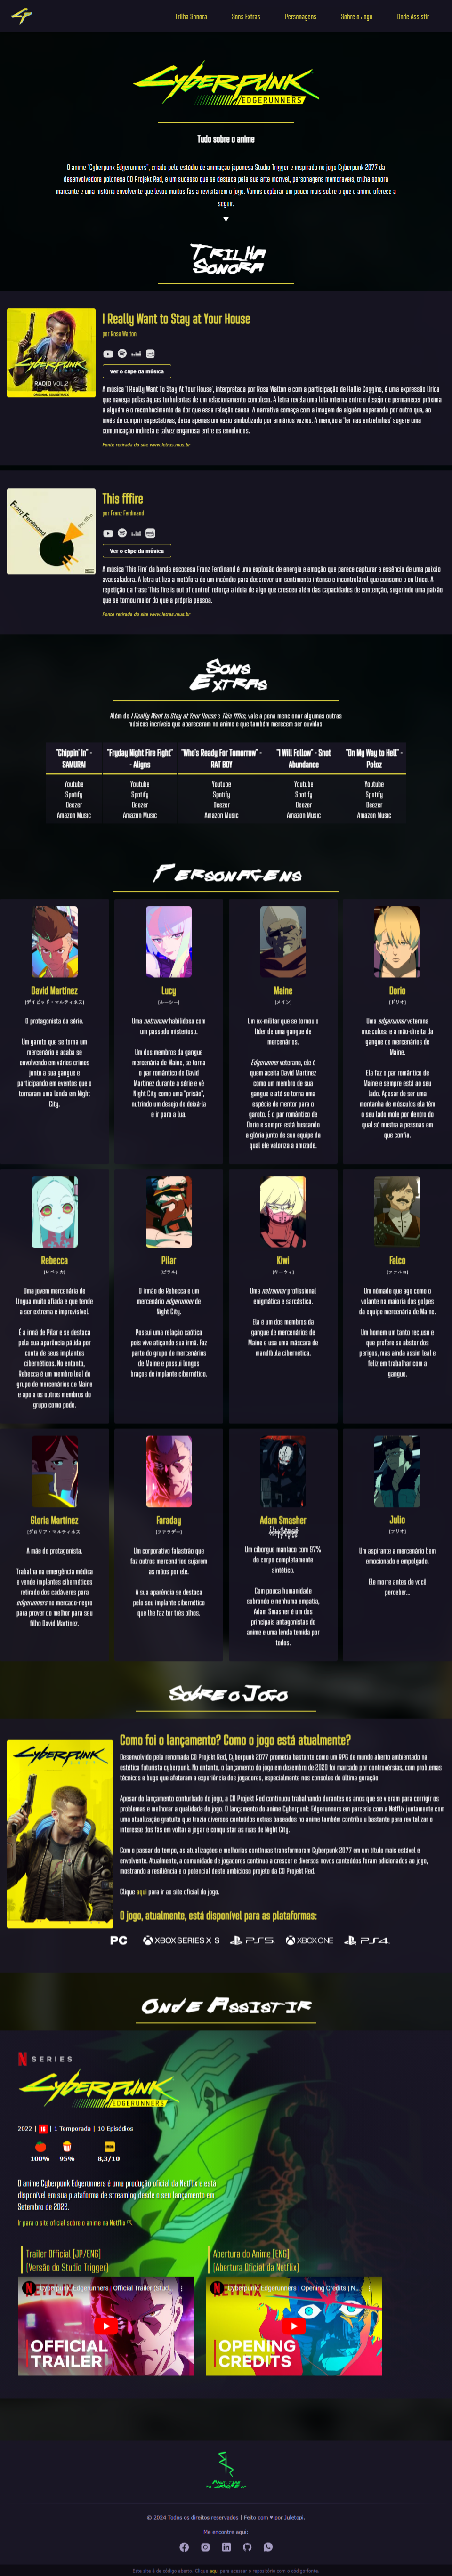 Trilha Sonora
Sons Extras
Personagens
Sobre o Jogo
Onde Assistir
Cyberpunk
EDGERUNNERS
Tudo sobre o anime
O anime "Cyberpunk Edgerunners", criado pelo estúdio de animação japonesa Studio Trigger e inspirado no jogo Cyberpunk 2077 da
desenvolvedora polonesa CD Projekt Red, é um sucesso que se destaca pela sua arte incrível, personagens memoráveis, trilha sonora
marcante e uma história envolvente que levou muitos fãs a revisitarem o jogo. Vamos explorar um pouco mais sobre o que o anime oferece a
seguir.
▼
Trilha
Sonora
Cyberpunk
RADIO VOL. 2
ORIGINAL SOUNDTRACK
I Really Want to Stay at Your House
por Rosa Walton
Ver o clipe da música
A música 'I Really Want To Stay At Your House', interpretada por Rosa Walton e com a participação de Hallie Coggins, é uma expressão lírica
que navega pelas águas turbulentas de um relacionamento complexo. A letra revela uma luta interna entre o desejo de permanecer próximo
a alguém e o reconhecimento da dor que essa relação causa. A narrativa começa com a imagem de alguém esperando por outro que, ao
invés de cumprir expectativas, deixa apenas um vazio simbolizado por armários vazios. A menção a 'ler nas entrelinhas' sugere uma
comunicação indireta e talvez enganosa entre os envolvidos.
Fonte retirada do site www.letras.mus.br
Franz Ferdinand
this fffire
This fffire
por Franz Ferdinand
Ver o clipe da música
A música 'This Fire' da banda escocesa Franz Ferdinand é uma explosão de energia e emoção que parece capturar a essência de uma paixão
avassaladora. A letra utiliza a metáfora de um incêndio para descrever um sentimento intenso e incontrolável que consome o eu lírico. A
repetição da frase 'This fire is out of control' reforça a ideia de algo que cresceu além das capacidades de contenção, sugerindo uma paixão
que se tornou maior do que a própria pessoa.
Fonte retirada do site www.letras.mus.br
Sons
Extras
Além de I Really Want to Stay at Your House e This fffire, vale a pena mencionar algumas outras
músicas incríveis que apareceram no anime e que também merecem ser ouvidas.
"Chippin' In" - SAMURAI
"Fryday Night Fire Fight" - Aligns
"Who's Ready For Tomorrow" - RAT BOY
"I Will Follow" - Snot Abundance
"On My Way to Hell" - Poloz
Youtube Youtube Youtube Youtube Youtube
Spotify Spotify Spotify Spotify Spotify
Deezer Deezer Deezer Deezer Deezer
Amazon Music Amazon Music Amazon Music Amazon Music Amazon Music
Personagens
David Martinez
(デイビッド・マルティネス)
O protagonista da série.
Um garoto que se torna um
mercenário e acaba se
envolvendo em vários crimes
junto a sua gangue e
participando em eventos que o
tornaram uma lenda em Night
City.
Lucy
(ルーシー)
Uma netrunner habilidosa com
um passado misterioso.
Um dos membros da gangue
mercenária de Maine, se torna
o par romântico de David
Martinez durante a série e vê
Night City como uma "prisão",
nutrindo um desejo de deixá-la
e ir para a lua.
Maine
(メイン)
Um ex-militar que se tornou o
líder de uma gangue de
mercenários.
Edgerunner veterano, ele é
quem aceita David Martinez
como um membro de sua
gangue e até se torna uma
espécie de mentor para o
garoto. É o par romântico de
Dorio e sempre está buscando
a glória junto de sua equipe da
qual ele valoriza a amizado.
Dorio
(ドリオ)
Uma edgerunner veterana
musculosa e a mão-direita da
gangue de mercenários de
Maine.
Ela faz o par romântico de
Maine e sempre está ao seu
lado. Apesar de ser uma
montanha de músculos ela têm
o seu lado mole por dentro do
qual só mostra a pessoas em
que confia.
Rebecca
(レベッカ)
Uma jovem mercenária de
língua muito afiada e que tende
a ser extrema e imprevisível.
É a irmã de Pilar e se destaca
pela sua aparência pálida por
conta de seus implantes
cibernéticos. No entanto,
Rebecca é um membro leal do
grupo de mercenários de Maine
e apoia os outros membros do
grupo como pode.
Pilar
(ピラル)
O irmão de Rebecca e um
mercenário edgerunner de
Night City.
Possui uma relação caótica
pois vive atiçando sua irmã. Faz
parte do grupo de mercenários
de Maine e possui longos
braços de implante cibernético.
Kiwi
(キーウィ)
Uma netrunner profissional
enigmática e sarcástica.
Ela é um dos membros da
gangue de mercenários de
Maine e usa uma máscara de
mandíbula cibernética.
Falco
(ファルコ)
Um nômade que age como o
volante na maioria dos golpes
da equipe mercenária de Maine.
Um homem um tanto recluso e
que prefere se abster dos
perigos, mas ainda assim leal e
feliz em trabalhar com a
gangue.
Gloria Martinez
(グロリア・マルティネス)
A mãe do protagonista.
Trabalha na emergência médica
e vende implantes cibernéticos
retirado dos cadáveres para
edgerunners no mercado-negro
para prover do melhor para seu
filho David Martinez.
Faraday
(ファラデー)
Um corporativo falastrão que
faz outros mercenários sujarem
as mãos por ele.
A sua aparência se destaca
pelo seu implante cibernético
que lhe faz ter três olhos.
Adam Smasher
Um ciborgue maníaco com 97%
do corpo completamente
sintético.
Com pouca humanidade
sobrando e nenhuma empatia,
Adam Smasher é um dos
principais antagonistas do
anime e uma lenda temida por
todos.
Julio
(フリオ)
Um aspirante a mercenário bem
emocionado e empolgado.
Ele morre antes de você
perceber...
Sobre o Jogo
Cyberpunk
Como foi o lançamento? Como o jogo está atualmente?
Desenvolvido pela renomada CD Projekt Red, Cyberpunk 2077 prometia bastante como um RPG de mundo aberto ambientado na
estética futurista cyberpunk. No entanto, o lançamento do jogo em dezembro de 2020 foi marcado por controvérsias, com problemas
técnicos e bugs que afetaram a experiência dos jogadores, especialmente nos consoles de última geração.
Apesar do lançamento conturbado do jogo, a CD Projekt Red continuou trabalhando durantes os anos que se vieram para corrigir os
problemas e melhorar a qualidade do jogo. O lançamento do anime Cyberpunk: Edgerunners em parceria com a Netflix juntamente com
uma atualização gratuita que trazia diversos conteúdos extras baseados no anime também contribuiu bastante para revitalizar o
interesse dos fãs em voltar a jogar e conquistar as ruas de Night City.
Com o passar do tempo, as atualizações e melhorias contínuas transformaram Cyberpunk 2077 em um título mais estável e
envolvente. Atualmente, a comunidade de jogadores continua a crescer e diversos novos conteúdos foram adicionados ao jogo,
mostrando a resiliência e o potencial deste ambicioso projeto da CD Projekt Red.
Clique aqui para ir ao site oficial do jogo.
O jogo, atualmente, está disponível para as plataformas:
PC XBOX SERIES X|S PS5 XBOX ONE PS4
Onde Assistir
N SERIES
Cyberpunk
EDGERUNNERS
2022 | 16 | 1 Temporada | 10 Episódios
100% 95% 8,3/10
O anime Cyberpunk Edgerunners é uma produção oficial da Netflix e está
disponível em sua plataforma de streaming desde o seu lançamento em
Setembro de 2022.
Ir para o site oficial sobre o anime na Netflix
Trailer Official [JP/ENG]
(Versão do Studio Trigger)
Cyberpunk: Edgerunners | Official Trailer (Stud...
NETFLIX
OFFICIAL
TRAILER
Abertura do Anime [ENG]
(Abertura Oficial da Netflix)
Cyberpunk: Edgerunners | Opening Credits | N...
NETFLIX
OPENING
CREDITS
© 2024 Todos os direitos reservados | Feito com ♥ por Juletopi.
Me encontre aqui:
Este site é de código aberto. Clique aqui para acessar o repositório com o código-fonte.